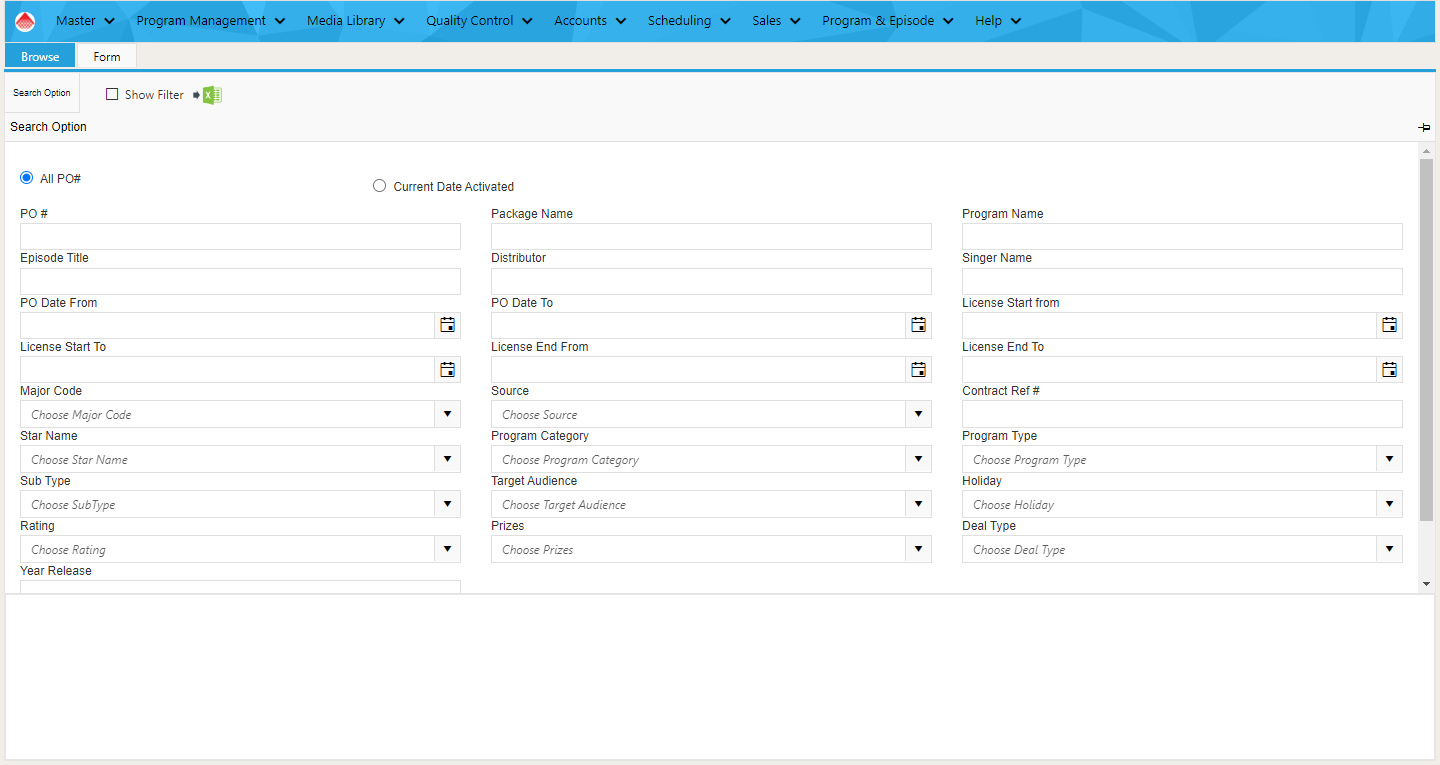 Master Program Management Media Library Quality Control Accounts Scheduling Sales Program & Episode Help
Browse Form
Search Option Show Filter
Search Option
All PO# Current Date Activated
PO # Package Name Program Name
Episode Title Distributor Singer Name
PO Date From PO Date To License Start from
License Start To License End From License End To
Major Code Source Contract Ref #
Choose Major Code Choose Source
Star Name Program Category Program Type
Choose Star Name Choose Program Category Choose Program Type
Sub Type Target Audience Holiday
Choose SubType Choose Target Audience Choose Holiday
Rating Prizes Deal Type
Choose Rating Choose Prizes Choose Deal Type
Year Release